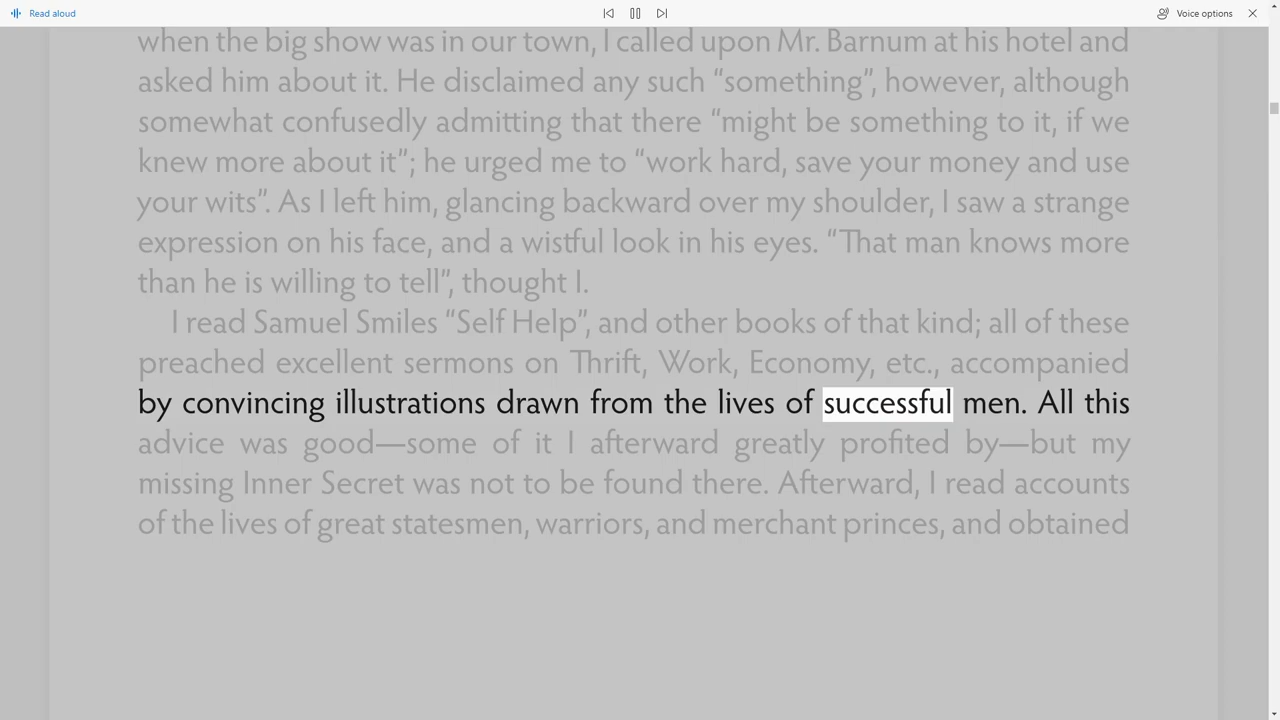 Read aloud
Voice options
when the big show was in our town, I called upon Mr. Barnum at his hotel and
asked him about it. He disclaimed any such “something”, however, although
somewhat confusedly admitting that there “might be something to it, if we
knew more about it”; he urged me to “work hard, save your money and use
your wits”. As I left him, glancing backward over my shoulder, I saw a strange
expression on his face, and a wistful look in his eyes. “That man knows more
than he is willing to tell”, thought I.
I read Samuel Smiles “Self Help”, and other books of that kind; all of these
preached excellent sermons on Thrift, Work, Economy, etc., accompanied
by convincing illustrations drawn from the lives of successful men. All this
advice was good—some of it I afterward greatly profited by—but my
missing Inner Secret was not to be found there. Afterward, I read accounts
of the lives of great statesmen, warriors, and merchant princes, and obtained